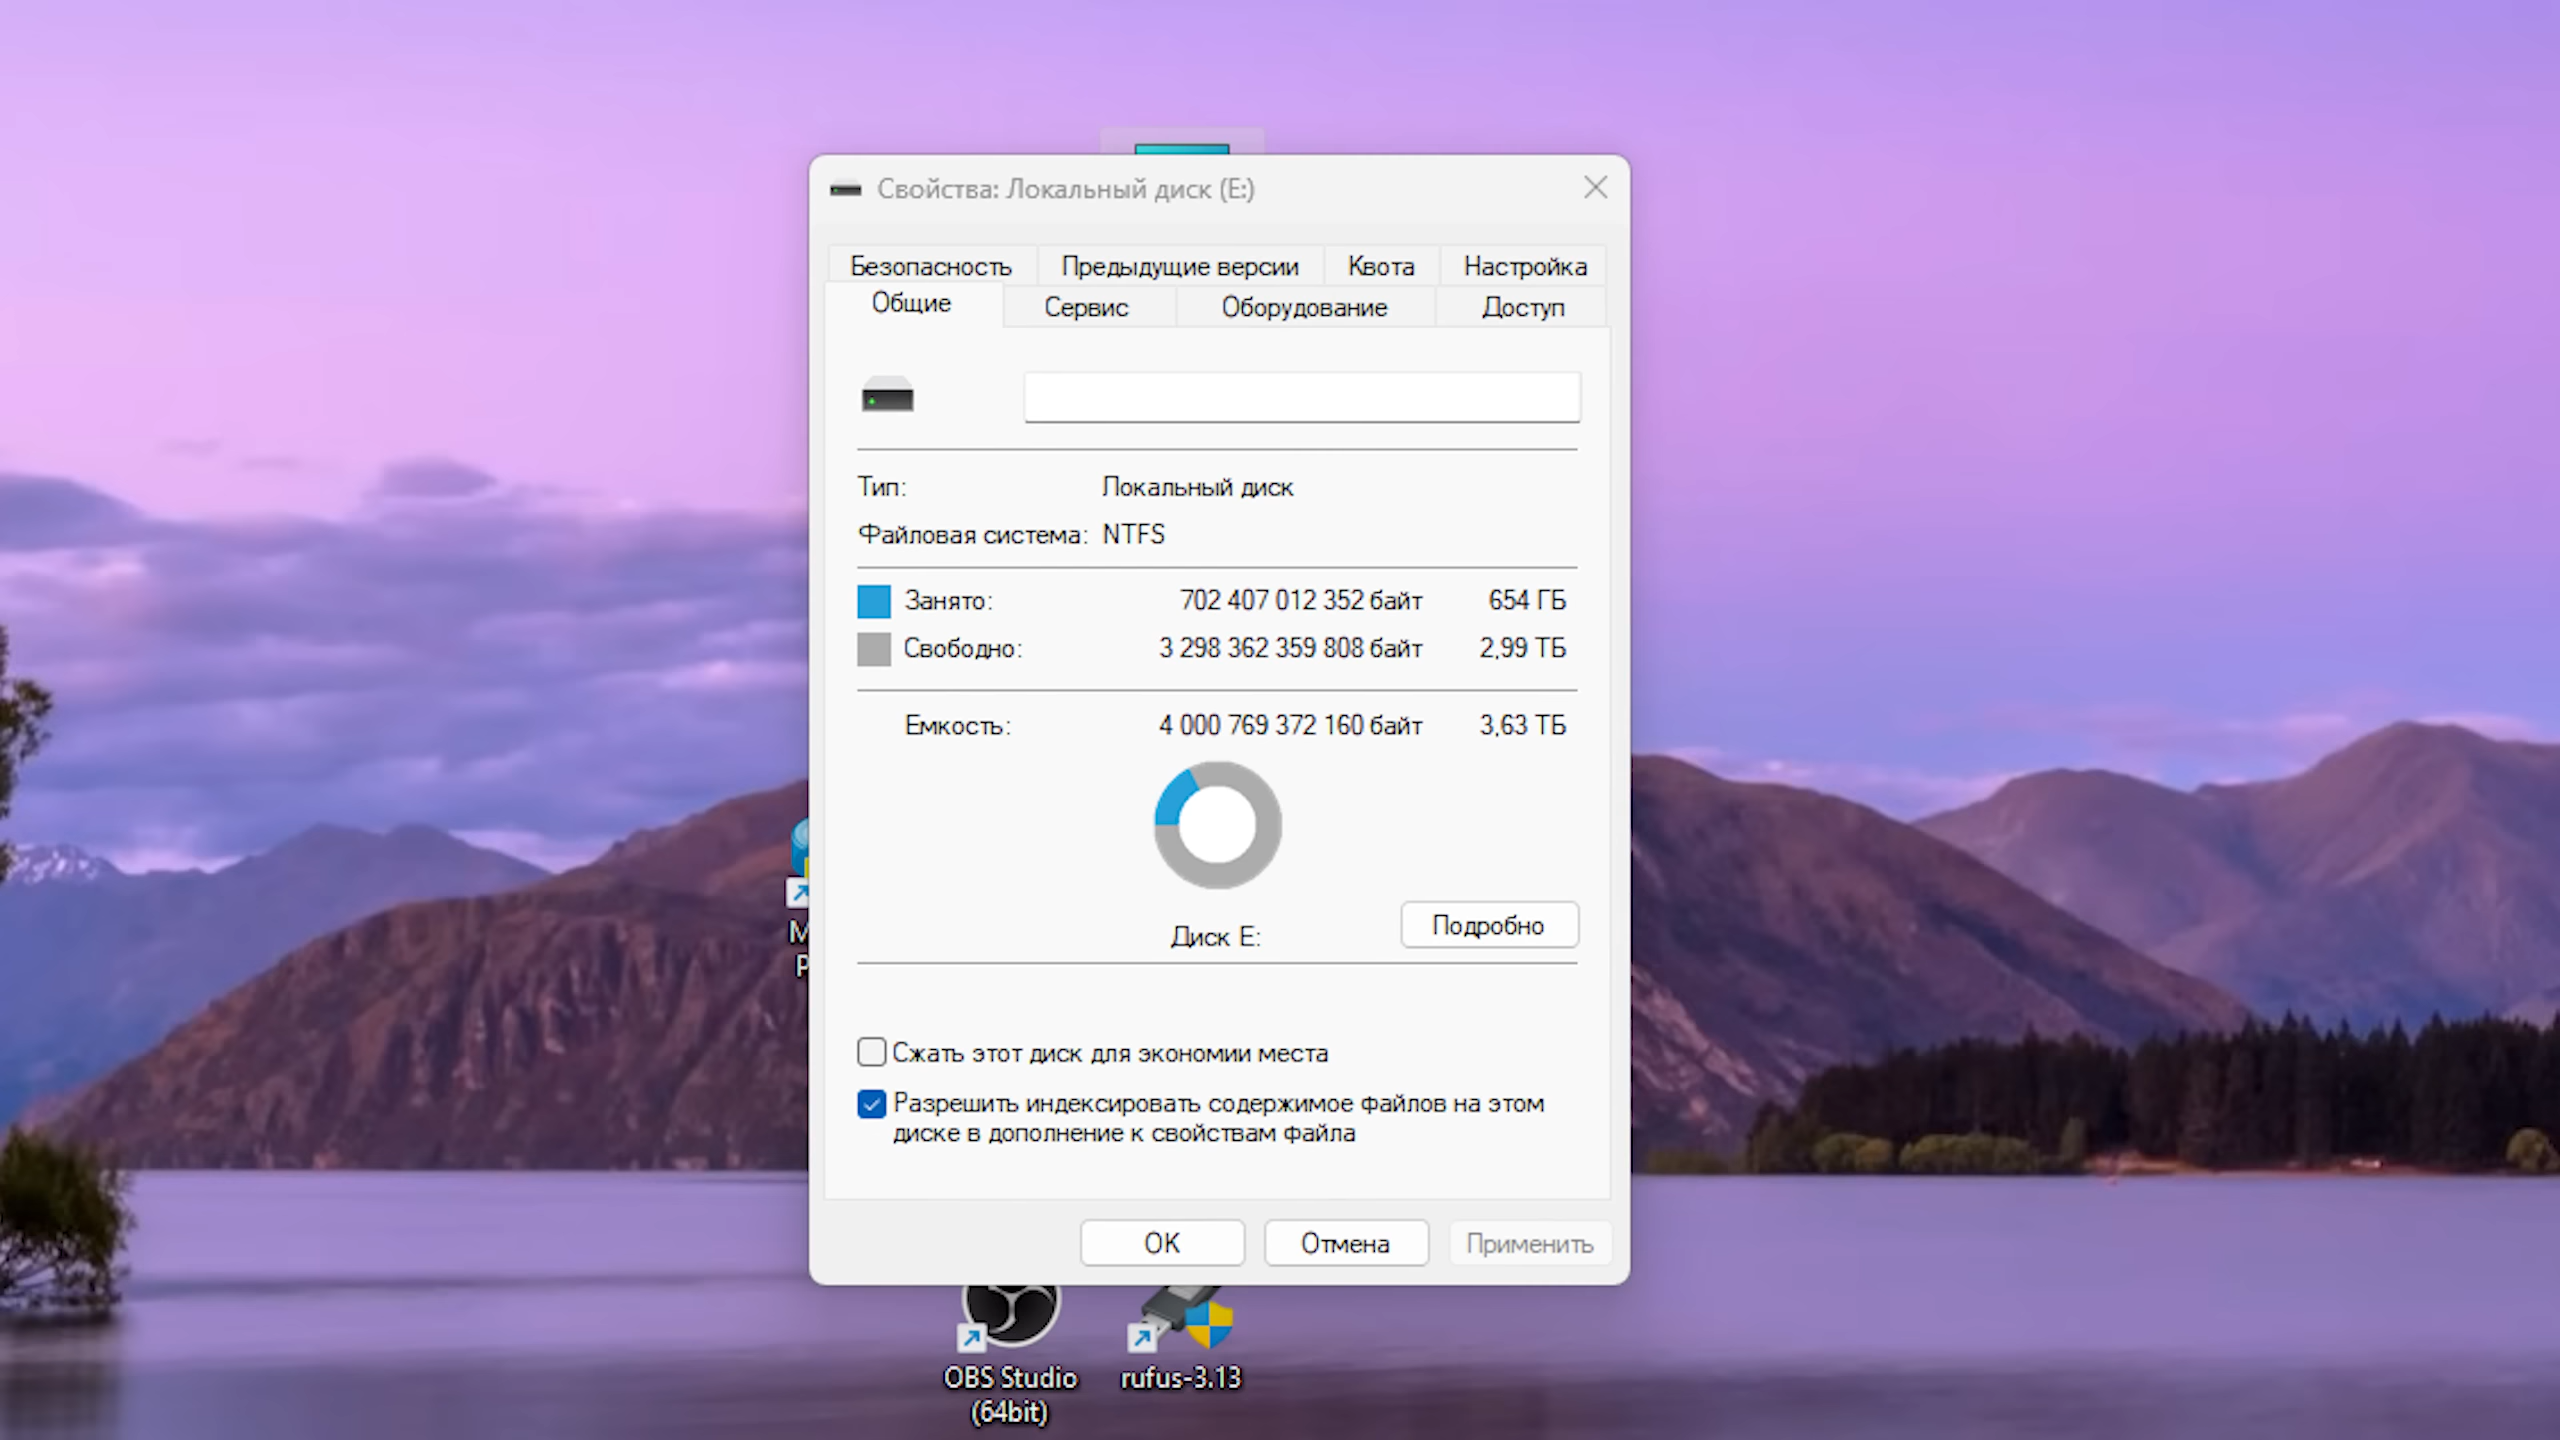 Свойства: Локальный диск (E:)
Безопасность Предыдущие версии Квота Настройка
Общие Сервис Оборудование Доступ
Тип: Локальный диск
Файловая система: NTFS
Занято: 702 407 012 352 байт 654 ГБ
Свободно: 3 298 362 359 808 байт 2,99 ТБ
Емкость: 4 000 769 372 160 байт 3,63 ТБ
Диск E:
Подробно
Сжать этот диск для экономии места
Разрешить индексировать содержимое файлов на этом
диске в дополнение к свойствам файла
ОК Отмена Применить
OBS Studio
(64bit)
rufus-3.13